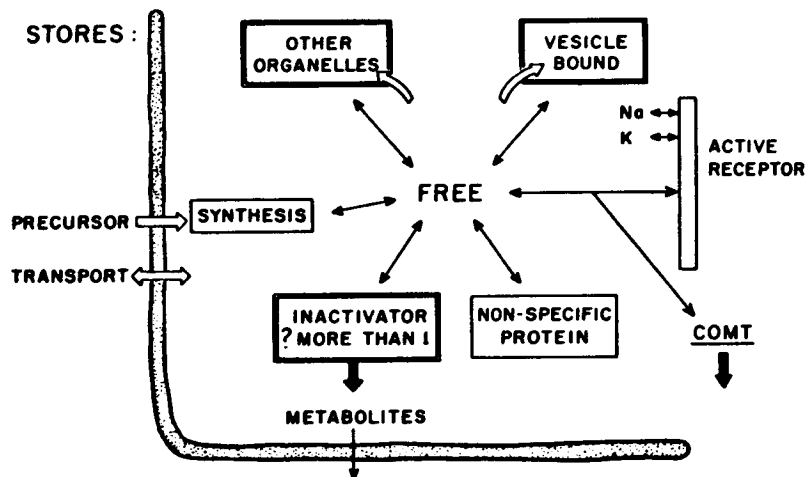 STORES :
OTHER
ORGANELLES
VESICLE
BOUND
Na
K
ACTIVE
RECEPTOR
FREE
PRECURSOR
SYNTHESIS
TRANSPORT
INACTIVATOR
? MORE THAN 1
NON-SPECIFIC
PROTEIN
COMT
METABOLITES